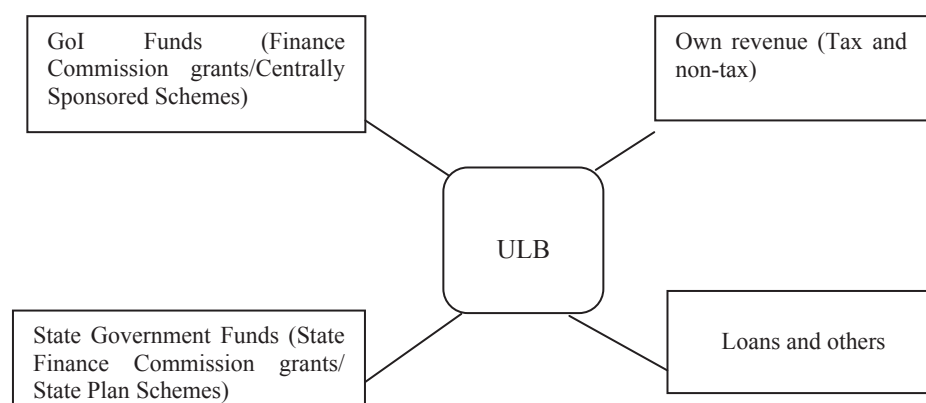 GoI Funds (Finance
Commission grants/Centrally
Sponsored Schemes)
Own revenue (Tax and
non-tax)
ULB
State Government Funds (State
Finance Commission grants/
State Plan Schemes)
Loans and others